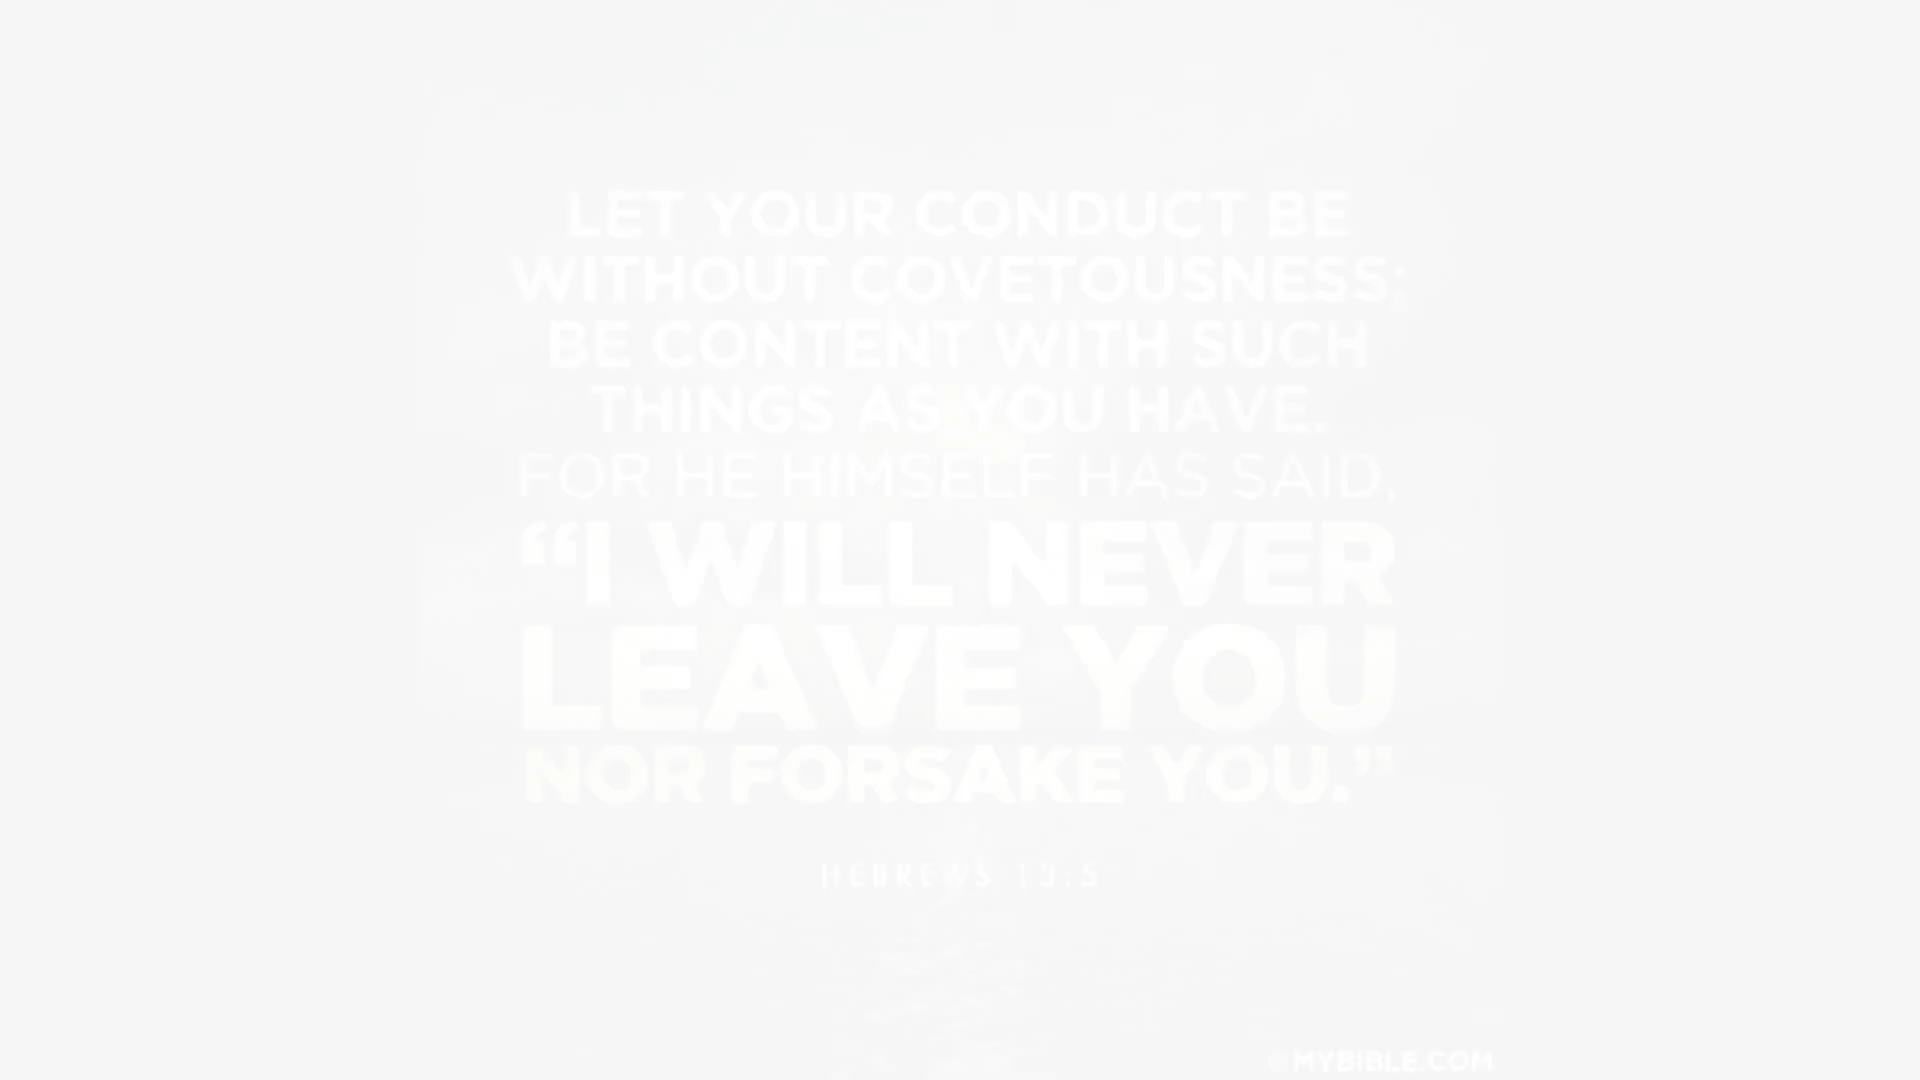 LET YOUR CONDUCT BE
WITHOUT COVETOUSNESS;
BE CONTENT WITH SUCH
THINGS AS YOU HAVE.
FOR HE HIMSELF HAS SAID,
“I WILL NEVER
LEAVE YOU
NOR FORSAKE YOU.”
HEBREWS 13:5
@MYBIBLE.COM